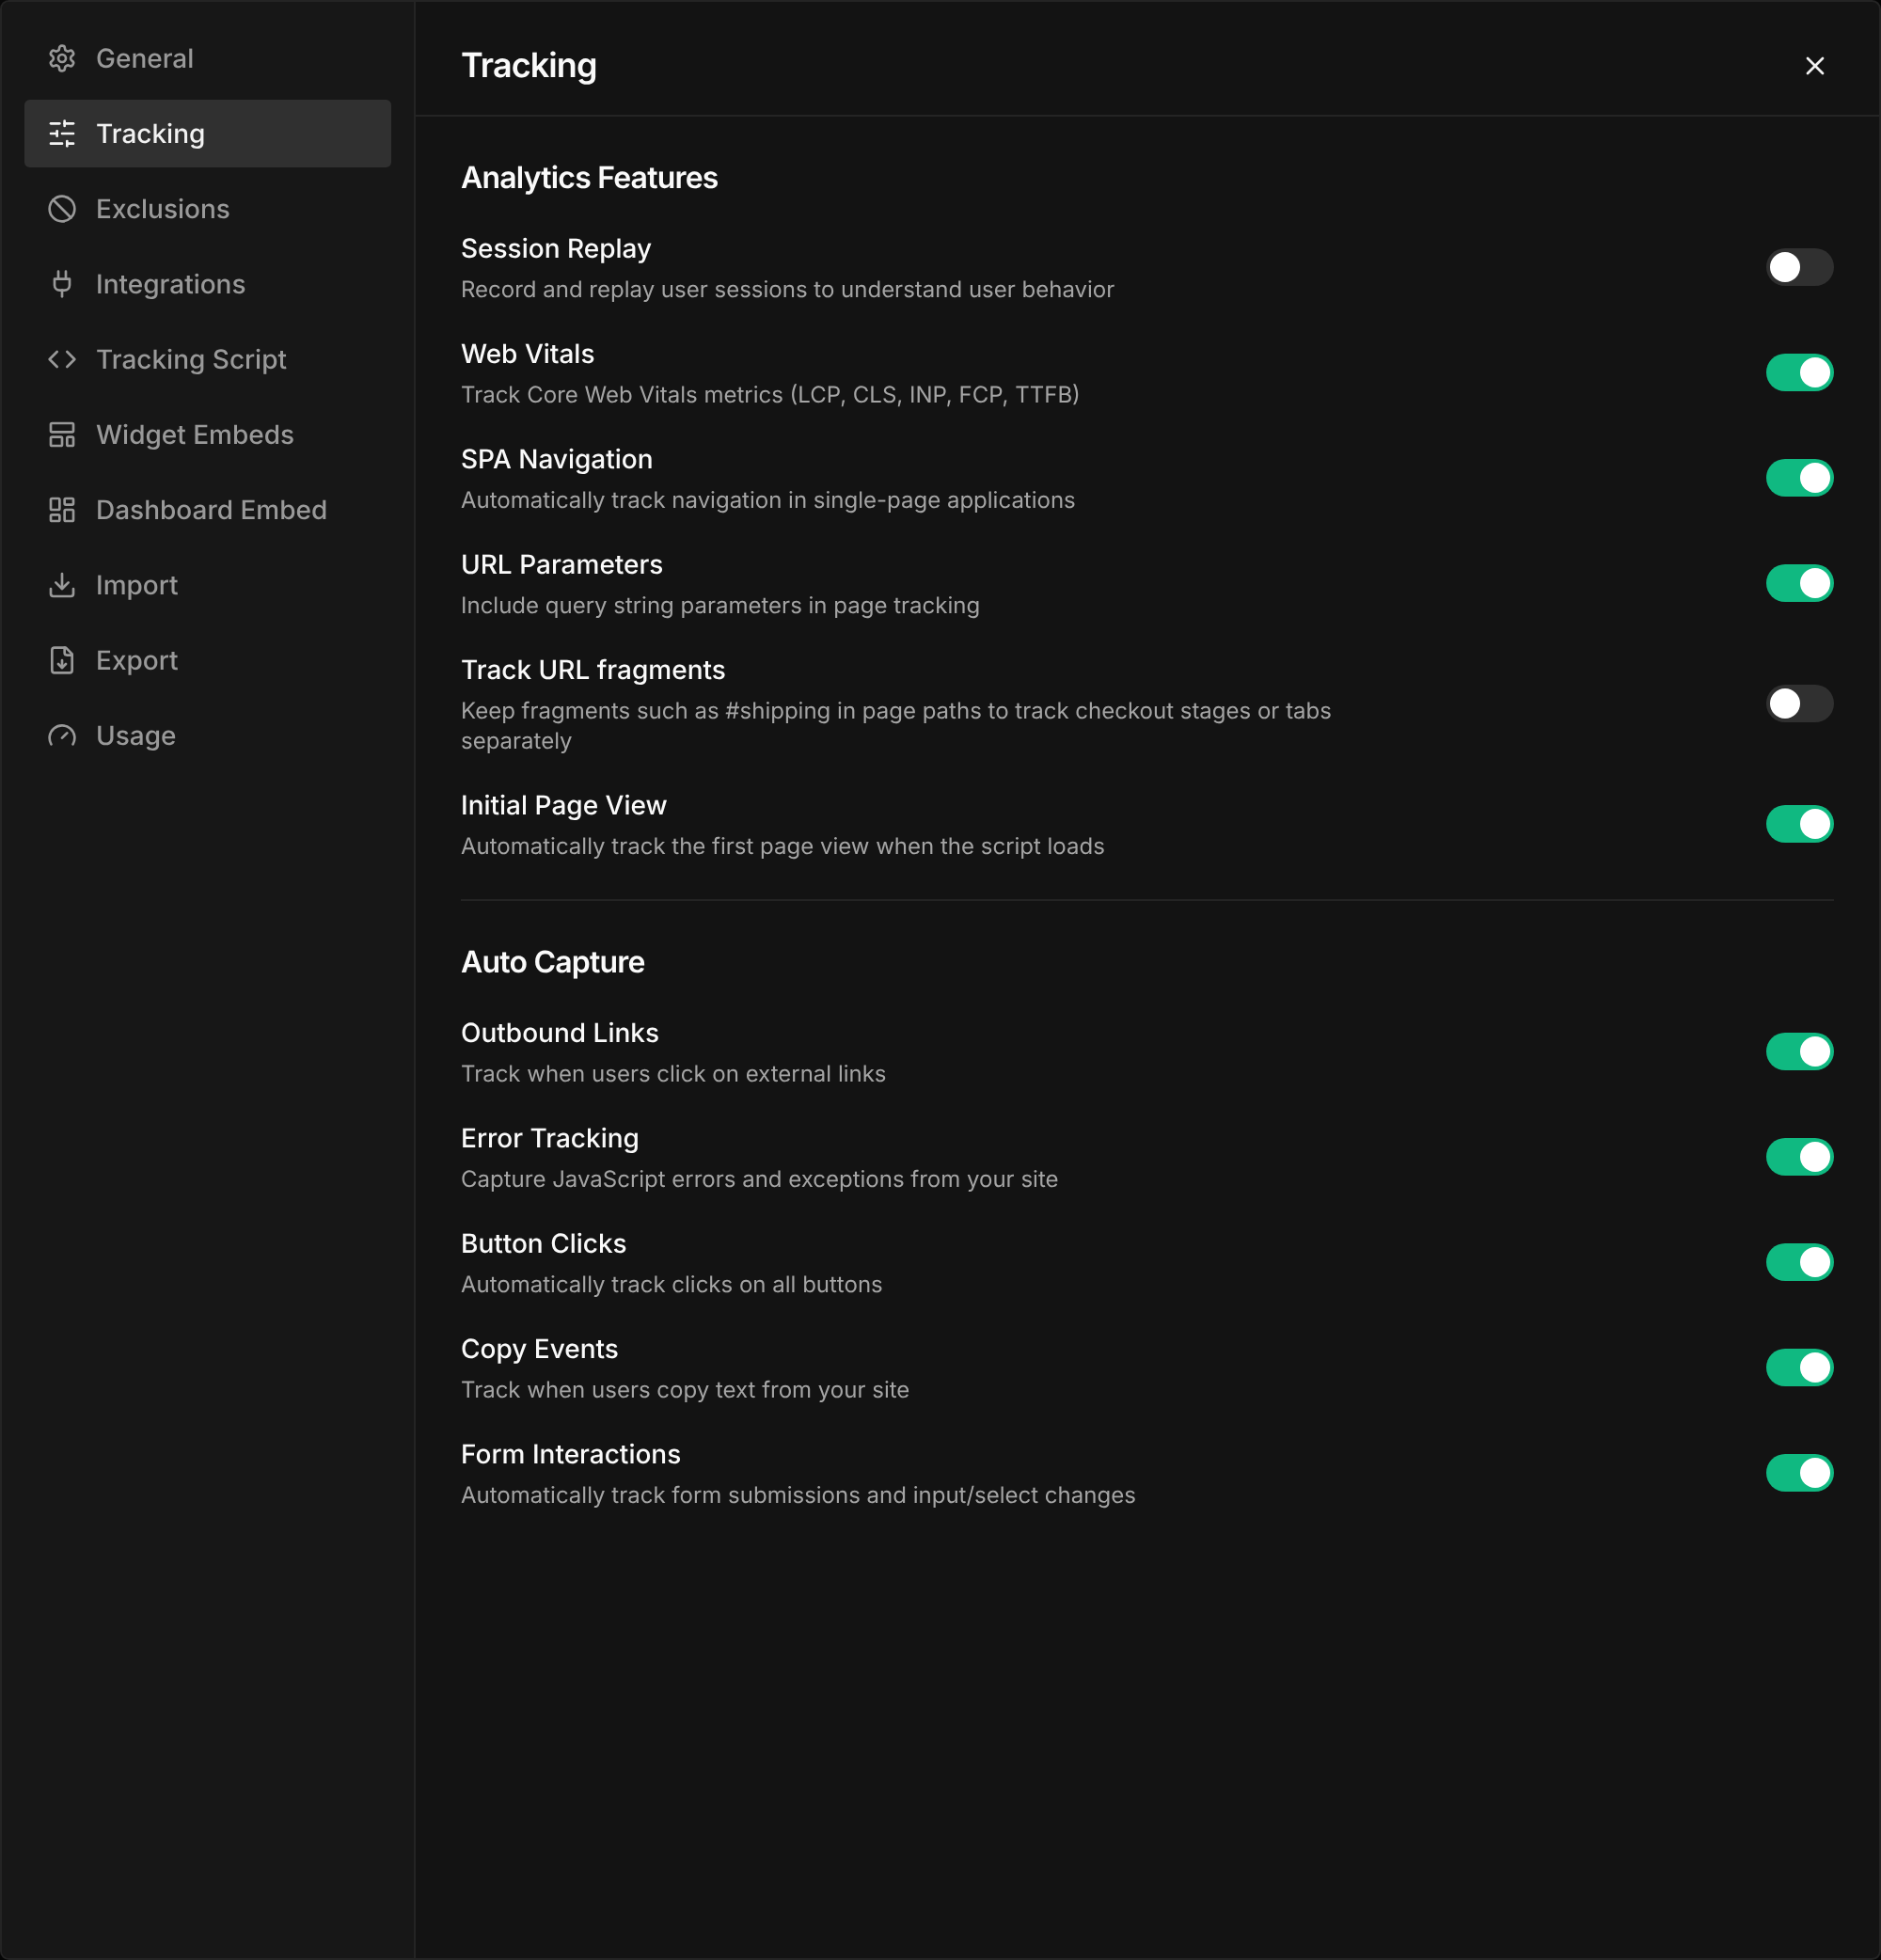 General
Tracking
Exclusions
Integrations
Tracking Script
Widget Embeds
Dashboard Embed
Import
Export
Usage
Tracking
Analytics Features
Session Replay
Record and replay user sessions to understand user behavior
Web Vitals
Track Core Web Vitals metrics (LCP, CLS, INP, FCP, TTFB)
SPA Navigation
Automatically track navigation in single-page applications
URL Parameters
Include query string parameters in page tracking
Track URL fragments
Keep fragments such as #shipping in page paths to track checkout stages or tabs
separately
Initial Page View
Automatically track the first page view when the script loads
Auto Capture
Outbound Links
Track when users click on external links
Error Tracking
Capture JavaScript errors and exceptions from your site
Button Clicks
Automatically track clicks on all buttons
Copy Events
Track when users copy text from your site
Form Interactions
Automatically track form submissions and input/select changes